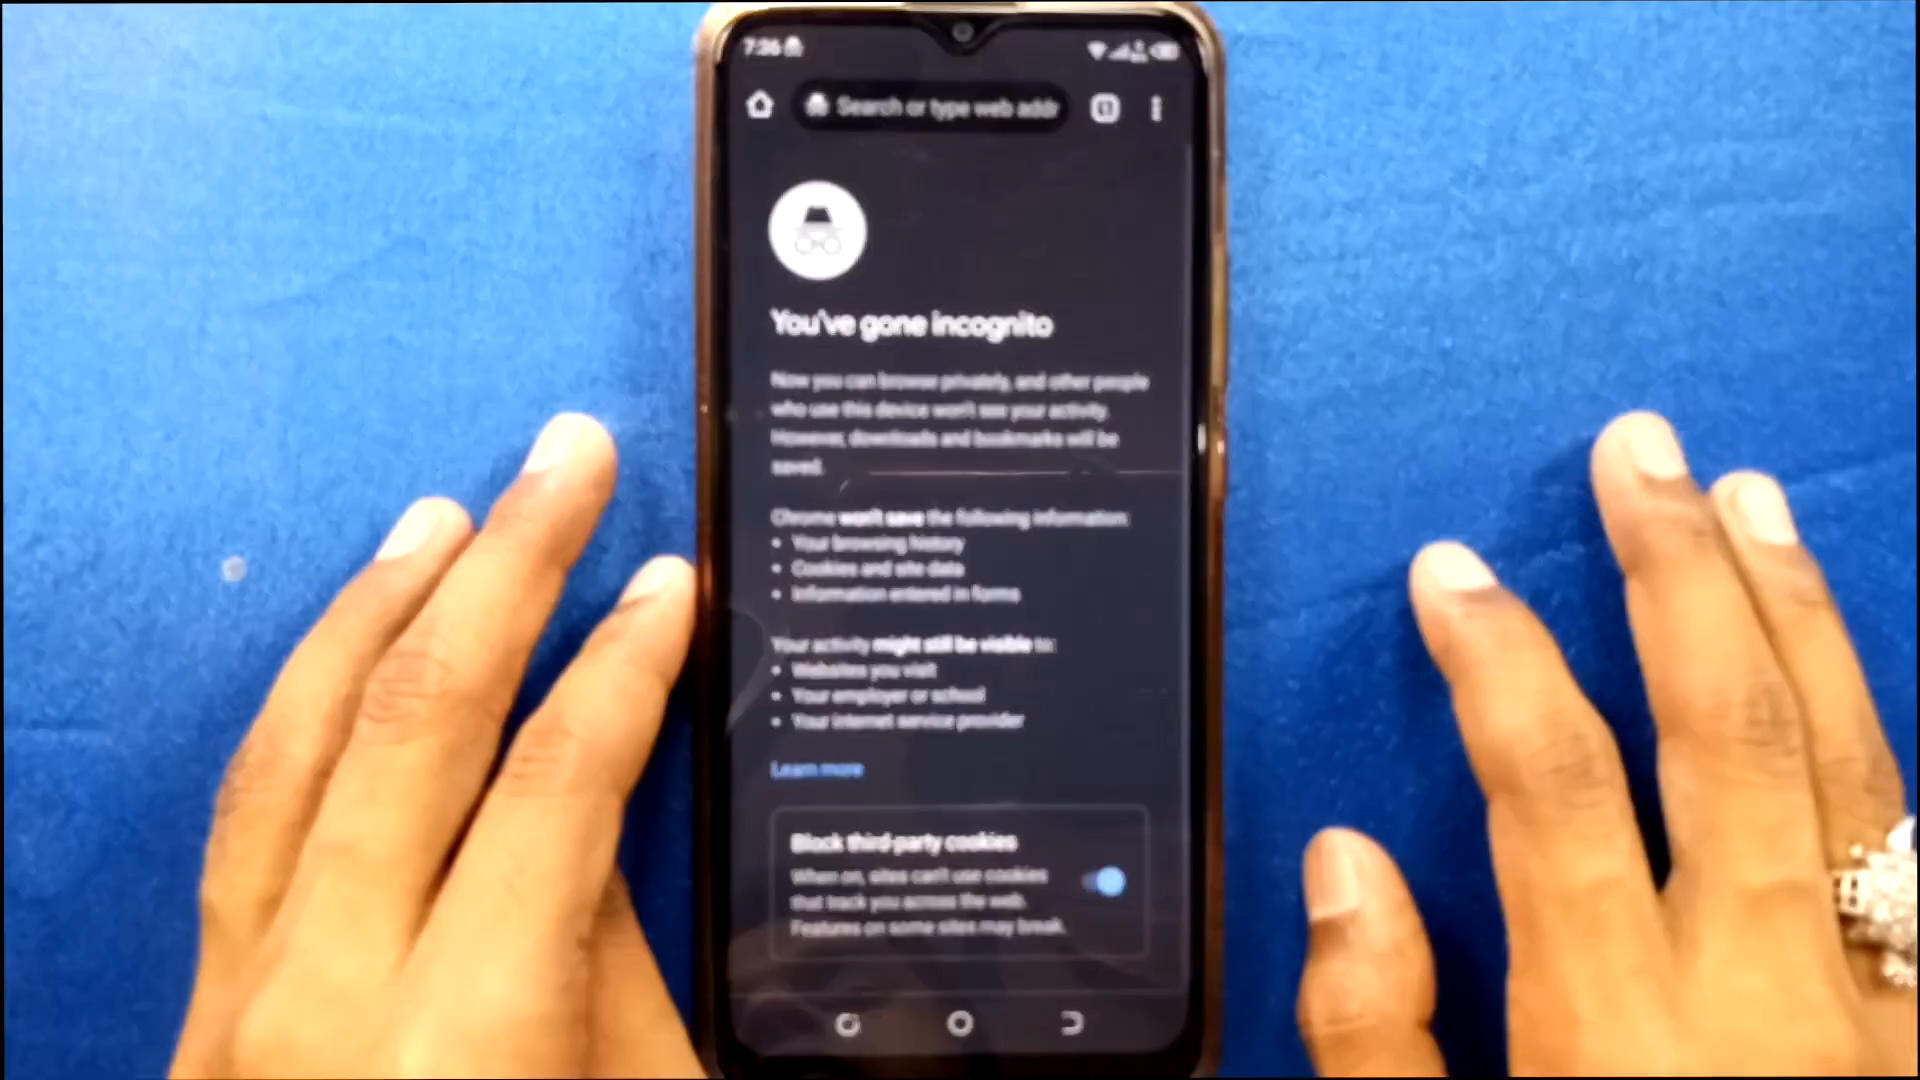 7:36
Search or type web addr
You've gone incognito
Now you can browse privately, and other people
who use this device won't see your activity.
However, downloads and bookmarks will be
saved.
Chrome won't save the following information:
• Your browsing history
• Cookies and site data
• Information entered in forms
Your activity might still be visible to:
• Websites you visit
• Your employer or school
• Your internet service provider
Learn more
Block third-party cookies
When on, sites can't use cookies
that track you across the web.
Features on some sites may break.